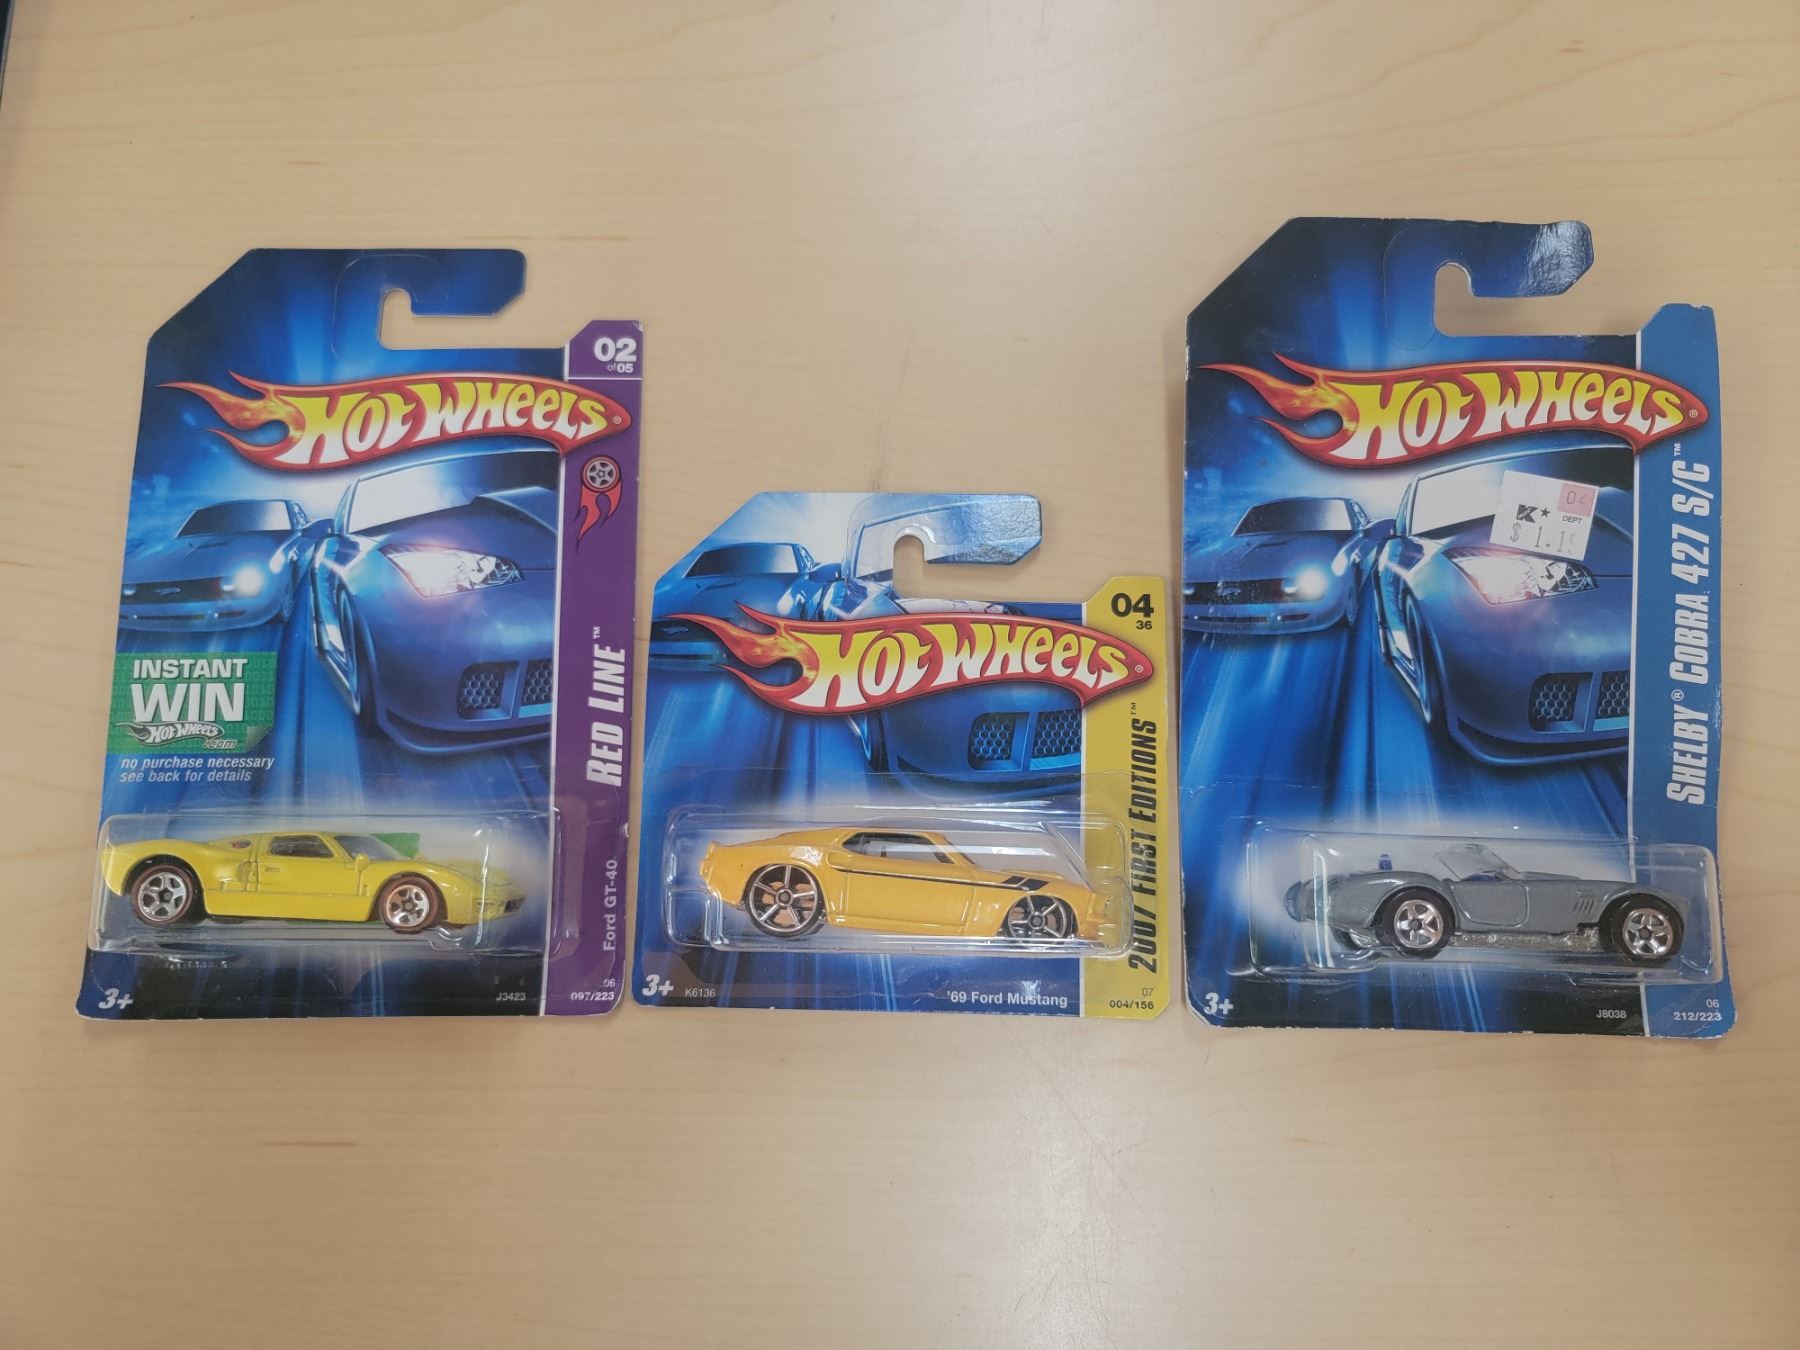 02
of 05
HOT WHEELS®
RED LINE™
INSTANT
WIN
HOT WHEELS
.com
no purchase necessary
see back for details
Ford GT-40
3+
J3423
06
097/223
04
36
HOT WHEELS®
2007 FIRST EDITIONS™
3+
K6136
'69 Ford Mustang
07
004/156
HOT WHEELS®
SHELBY® COBRA 427 S/C™
K
DEPT
3+
J8038
06
212/223